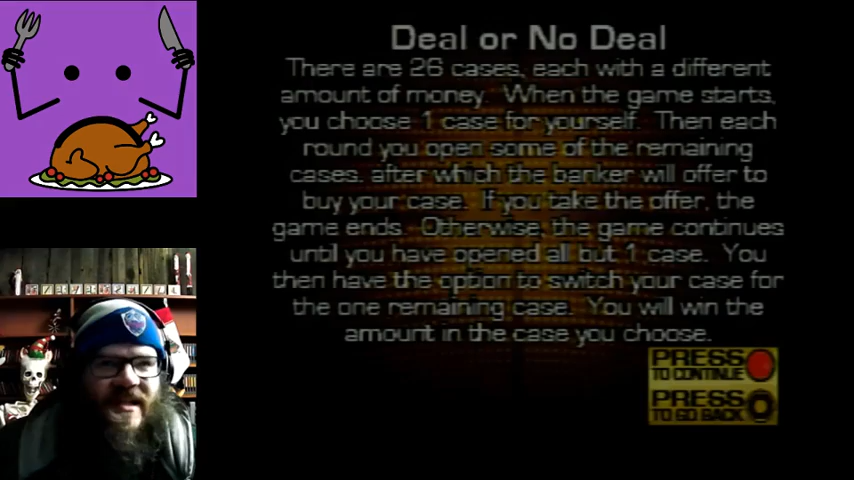 Deal or No Deal
There are 26 cases, each with a different
amount of money. When the game starts,
you choose 1 case for yourself. Then each
round you open some of the remaining
cases, after which the banker will offer to
buy your case. If you take the offer, the
game ends. Otherwise, the game continues
until you have opened all but 1 case. You
then have the option to switch your case for
the one remaining case. You will win the
amount in the case you choose.
PRESS
TO CONTINUE
PRESS
TO GO BACK